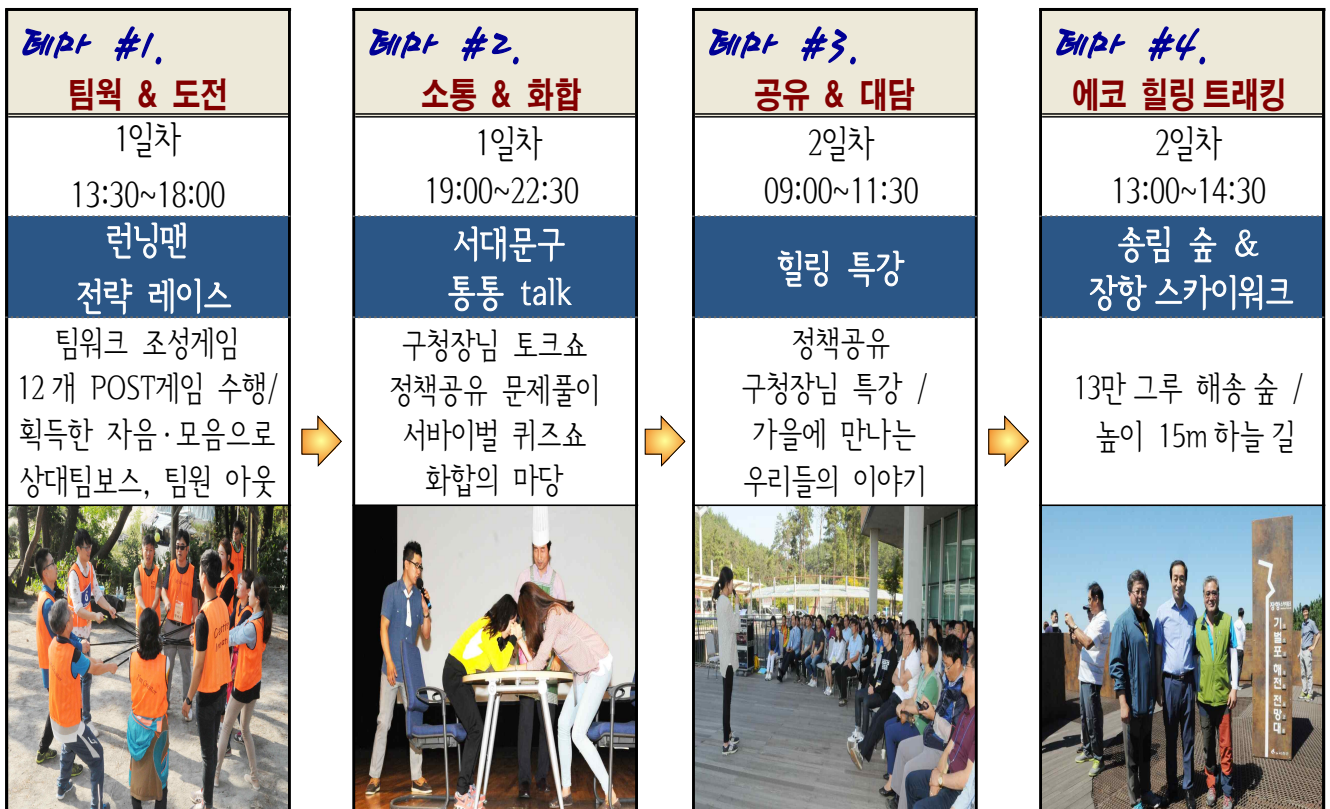 테마 #1.
팀웍 & 도전
1일차
13:30~18:00
런닝맨
전략 레이스
팀워크 조성게임
12개 POST게임 수행/
획득한 자음·모음으로
상대팀보스, 팀원 아웃
테마 #2.
소통 & 화합
1일차
19:00~22:30
서대문구
통통 talk
구청장님 토크쇼
정책공유 문제풀이
서바이벌 퀴즈쇼
화합의 마당
테마 #3.
공유 & 대담
2일차
09:00~11:30
힐링 특강
정책공유
구청장님 특강 /
가을에 만나는
우리들의 이야기
테마 #4.
에코 힐링 트래킹
2일차
13:00~14:30
송림 숲 &
장항 스카이워크
13만 그루 해송 숲 /
높이 15m 하늘 길
장항스카이워크
기벌포 해전 전망대